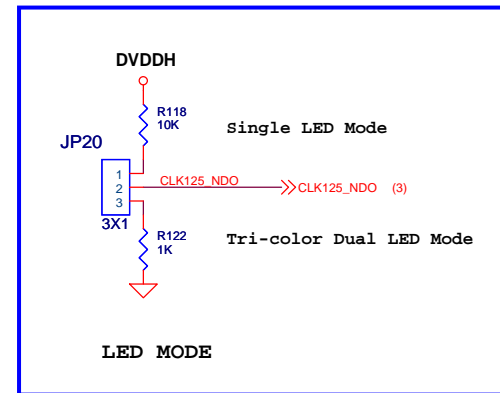 DVDDH
R118
10K
Single LED Mode
JP20
1
2
3
CLK125_NDO
CLK125_NDO (3)
3X1
R122
1K
Tri-color Dual LED Mode
LED MODE